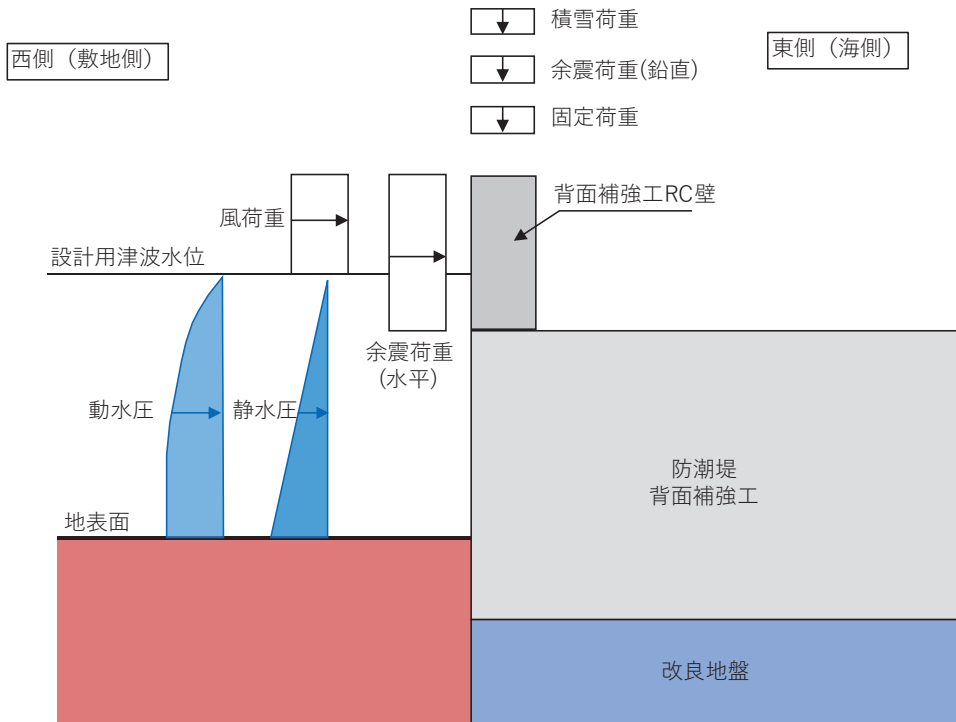 積雪荷重
西側（敷地側）
東側（海側）
余震荷重(鉛直)
固定荷重
背面補強工RC壁
風荷重
設計用津波水位
余震荷重
(水平)
動水圧
静水圧
防潮堤
背面補強工
地表面
改良地盤